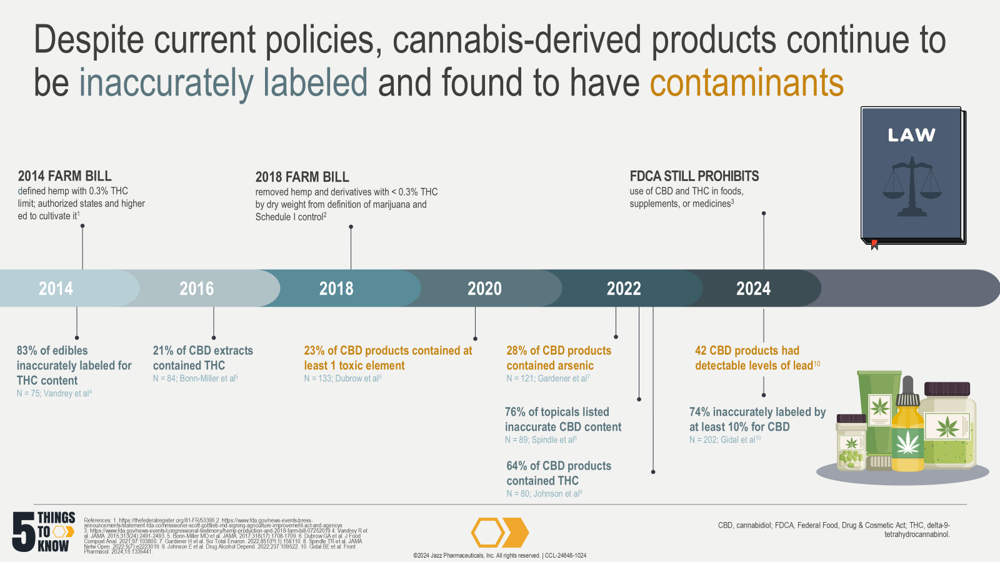 Despite current policies, cannabis-derived products continue to
be inaccurately labeled and found to have contaminants
LAW
2014 FARM BILL
defined hemp with 0.3% THC
limit; authorized states and higher
ed to cultivate it1
2018 FARM BILL
removed hemp and derivatives with < 0.3% THC
by dry weight from definition of marijuana and
Schedule I control2
FDCA STILL PROHIBITS
use of CBD and THC in foods,
supplements, or medicines3
2014
2016
2018
2020
2022
2024
83% of edibles
inaccurately labeled for
THC content
N = 75; Vandrey et al4
21% of CBD extracts
contained THC
N = 84; Bonn-Miller et al5
23% of CBD products contained at
least 1 toxic element
N = 133; Dubrow et al6
28% of CBD products
contained arsenic
N = 121; Gardener et al7
76% of topicals listed
inaccurate CBD content
N = 89; Spindle et al8
64% of CBD products
contained THC
N = 80; Johnson et al9
42 CBD products had
detectable levels of lead10
74% inaccurately labeled by
at least 10% for CBD
N = 202; Gidal et al10
5 THINGS
TO
KNOW
References: 1. https://thefederalregister.org/81-FR/53395 2. https://www.fda.gov/news-events/press-
announcements/statement-fda-commissioner-scott-gottlieb-md-signing-agriculture-improvement-act-and-agencys
3. https://www.fda.gov/news-events/congressional-testimony/hemp-production-and-2018-farm-bill-07252019 4. Vandrey R et
al. JAMA. 2015;313(24):2491-2493. 5. Bonn-Miller MO et al. JAMA. 2017;318(17):1708-1709. 6. Dubrow GA et al. J Food
Compost Anal. 2021;97:103800. 7. Gardener H et al. Sci Total Environ. 2022;851(Pt 1):158110. 8. Spindle TR et al. JAMA
Netw Open. 2022;5(7):e2223019. 9. Johnson E et al. Drug Alcohol Depend. 2022;237:109522. 10. Gidal BE et al. Front
Pharmacol. 2024;15:1335441.
©2024 Jazz Pharmaceuticals, Inc. All rights reserved. | CCL-24648-1024
CBD, cannabidiol; FDCA, Federal Food, Drug & Cosmetic Act; THC, delta-9-
tetrahydrocannabinol.